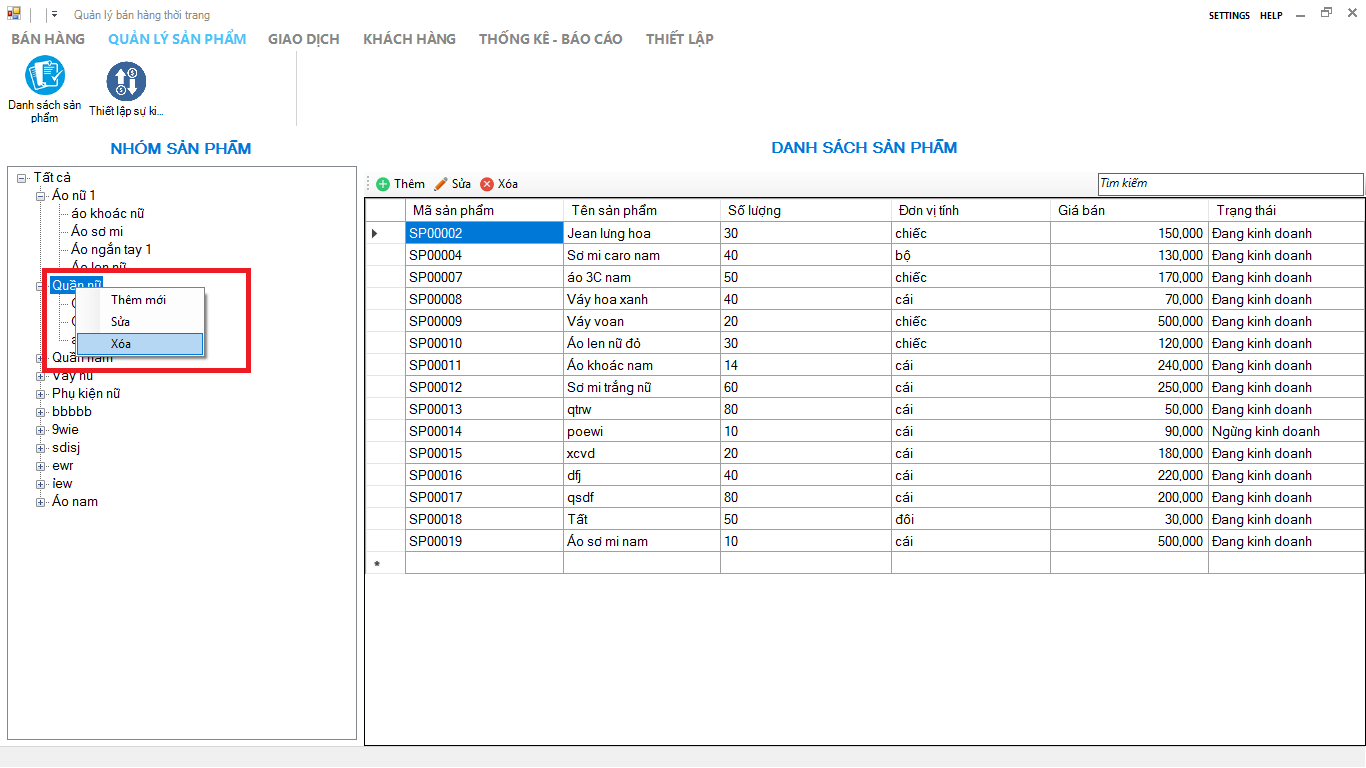 Quản lý bán hàng thời trang
SETTINGS HELP
BÁN HÀNG QUẢN LÝ SẢN PHẨM GIAO DỊCH KHÁCH HÀNG THỐNG KÊ - BÁO CÁO THIẾT LẬP
Danh sách sản phẩm
Thiết lập sự ki...
NHÓM SẢN PHẨM
Tất cả
Áo nữ 1
áo khoác nữ
Áo sơ mi
Áo ngắn tay 1
Áo len nữ
Quần nữ
Thêm mới
Sửa
Xóa
Quần nam
Váy nữ
Phụ kiện nữ
bbbbb
9wie
sdisj
ewr
iew
Áo nam
DANH SÁCH SẢN PHẨM
Thêm Sửa Xóa
Tìm kiếm
Mã sản phẩm Tên sản phẩm Số lượng Đơn vị tính Giá bán Trạng thái
SP00002 Jean lưng hoa 30 chiếc 150,000 Đang kinh doanh
SP00004 Sơ mi caro nam 40 bộ 130,000 Đang kinh doanh
SP00007 áo 3C nam 50 chiếc 170,000 Đang kinh doanh
SP00008 Váy hoa xanh 40 cái 70,000 Đang kinh doanh
SP00009 Váy voan 20 chiếc 500,000 Đang kinh doanh
SP00010 Áo len nữ đỏ 30 chiếc 120,000 Đang kinh doanh
SP00011 Áo khoác nam 14 cái 240,000 Đang kinh doanh
SP00012 Sơ mi trắng nữ 60 cái 250,000 Đang kinh doanh
SP00013 qtrw 80 cái 50,000 Đang kinh doanh
SP00014 poewi 10 cái 90,000 Ngừng kinh doanh
SP00015 xcvd 20 cái 180,000 Đang kinh doanh
SP00016 dfj 40 cái 220,000 Đang kinh doanh
SP00017 qsdf 80 cái 200,000 Đang kinh doanh
SP00018 Tất 50 đôi 30,000 Đang kinh doanh
SP00019 Áo sơ mi nam 10 cái 500,000 Đang kinh doanh